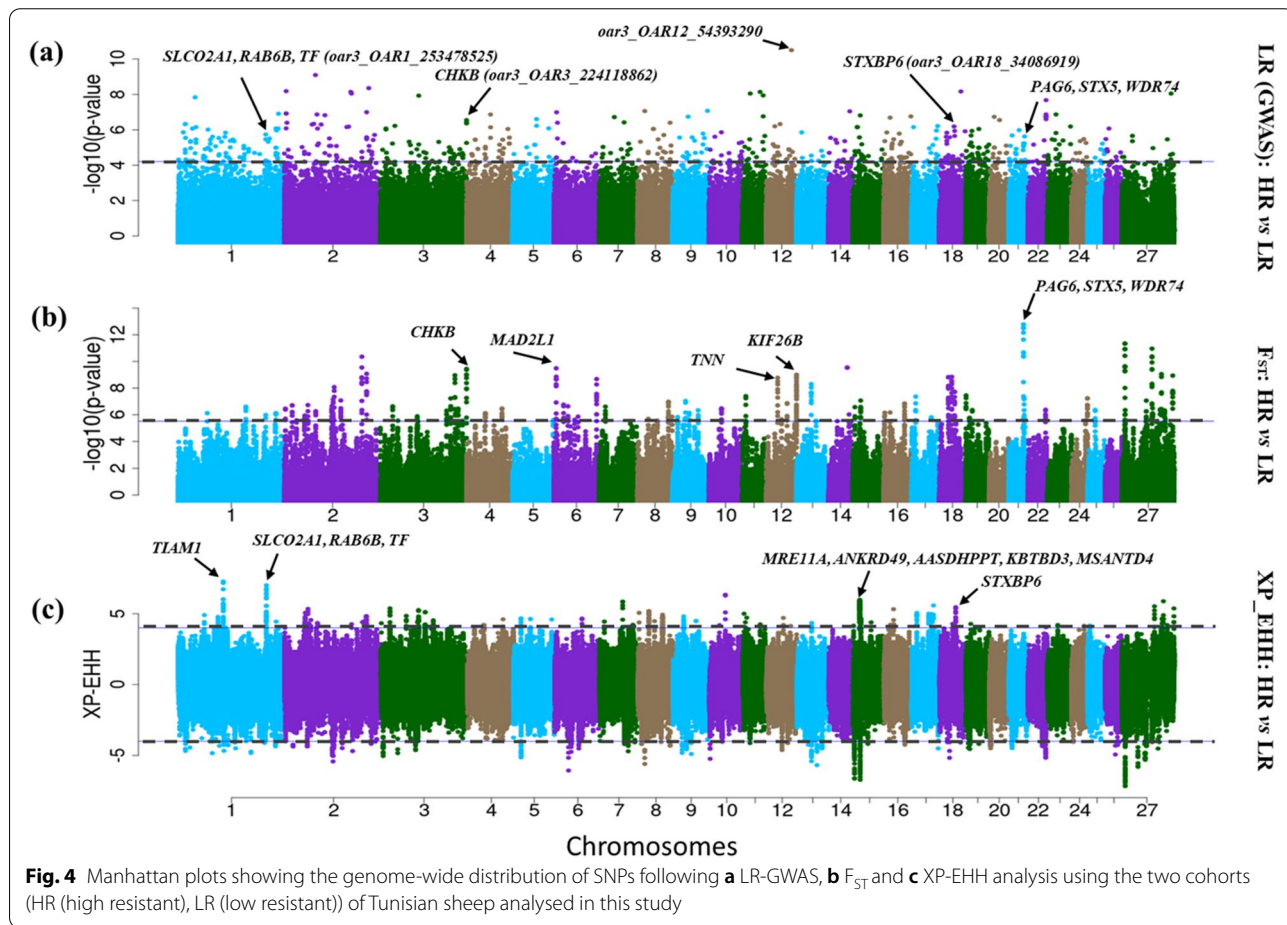 (a)
oar3_OAR12_54393290
SLCO2A1, RAB6B, TF (oar3_OAR1_253478525)
CHKB (oar3_OAR3_224118862)
STXBP6 (oar3_OAR18_34086919)
PAG6, STX5, WDR74
-log10(p-value)
10
8
6
4
2
0
1 2 3 4 5 6 7 8 9 10 12 14 16 18 20 22 24 27
LR (GWAS): HR vs LR
(b)
PAG6, STX5, WDR74
CHKB
MAD2L1
TNN
KIF26B
-log10(p-value)
12
8
6
4
2
0
1 2 3 4 5 6 7 8 9 10 12 14 16 18 20 22 24 27
FST: HR vs LR
(c)
TIAM1
SLCO2A1, RAB6B, TF
MRE11A, ANKRD49, AASDHPPT, KBTBD3, MSANTD4
STXBP6
XP-EHH
5
0
-5
1 2 3 4 5 6 7 8 9 10 12 14 16 18 20 22 24 27
XP_EHH: HR vs LR
Chromosomes
Fig. 4 Manhattan plots showing the genome-wide distribution of SNPs following a LR-GWAS, b FST and c XP-EHH analysis using the two cohorts
(HR (high resistant), LR (low resistant)) of Tunisian sheep analysed in this study